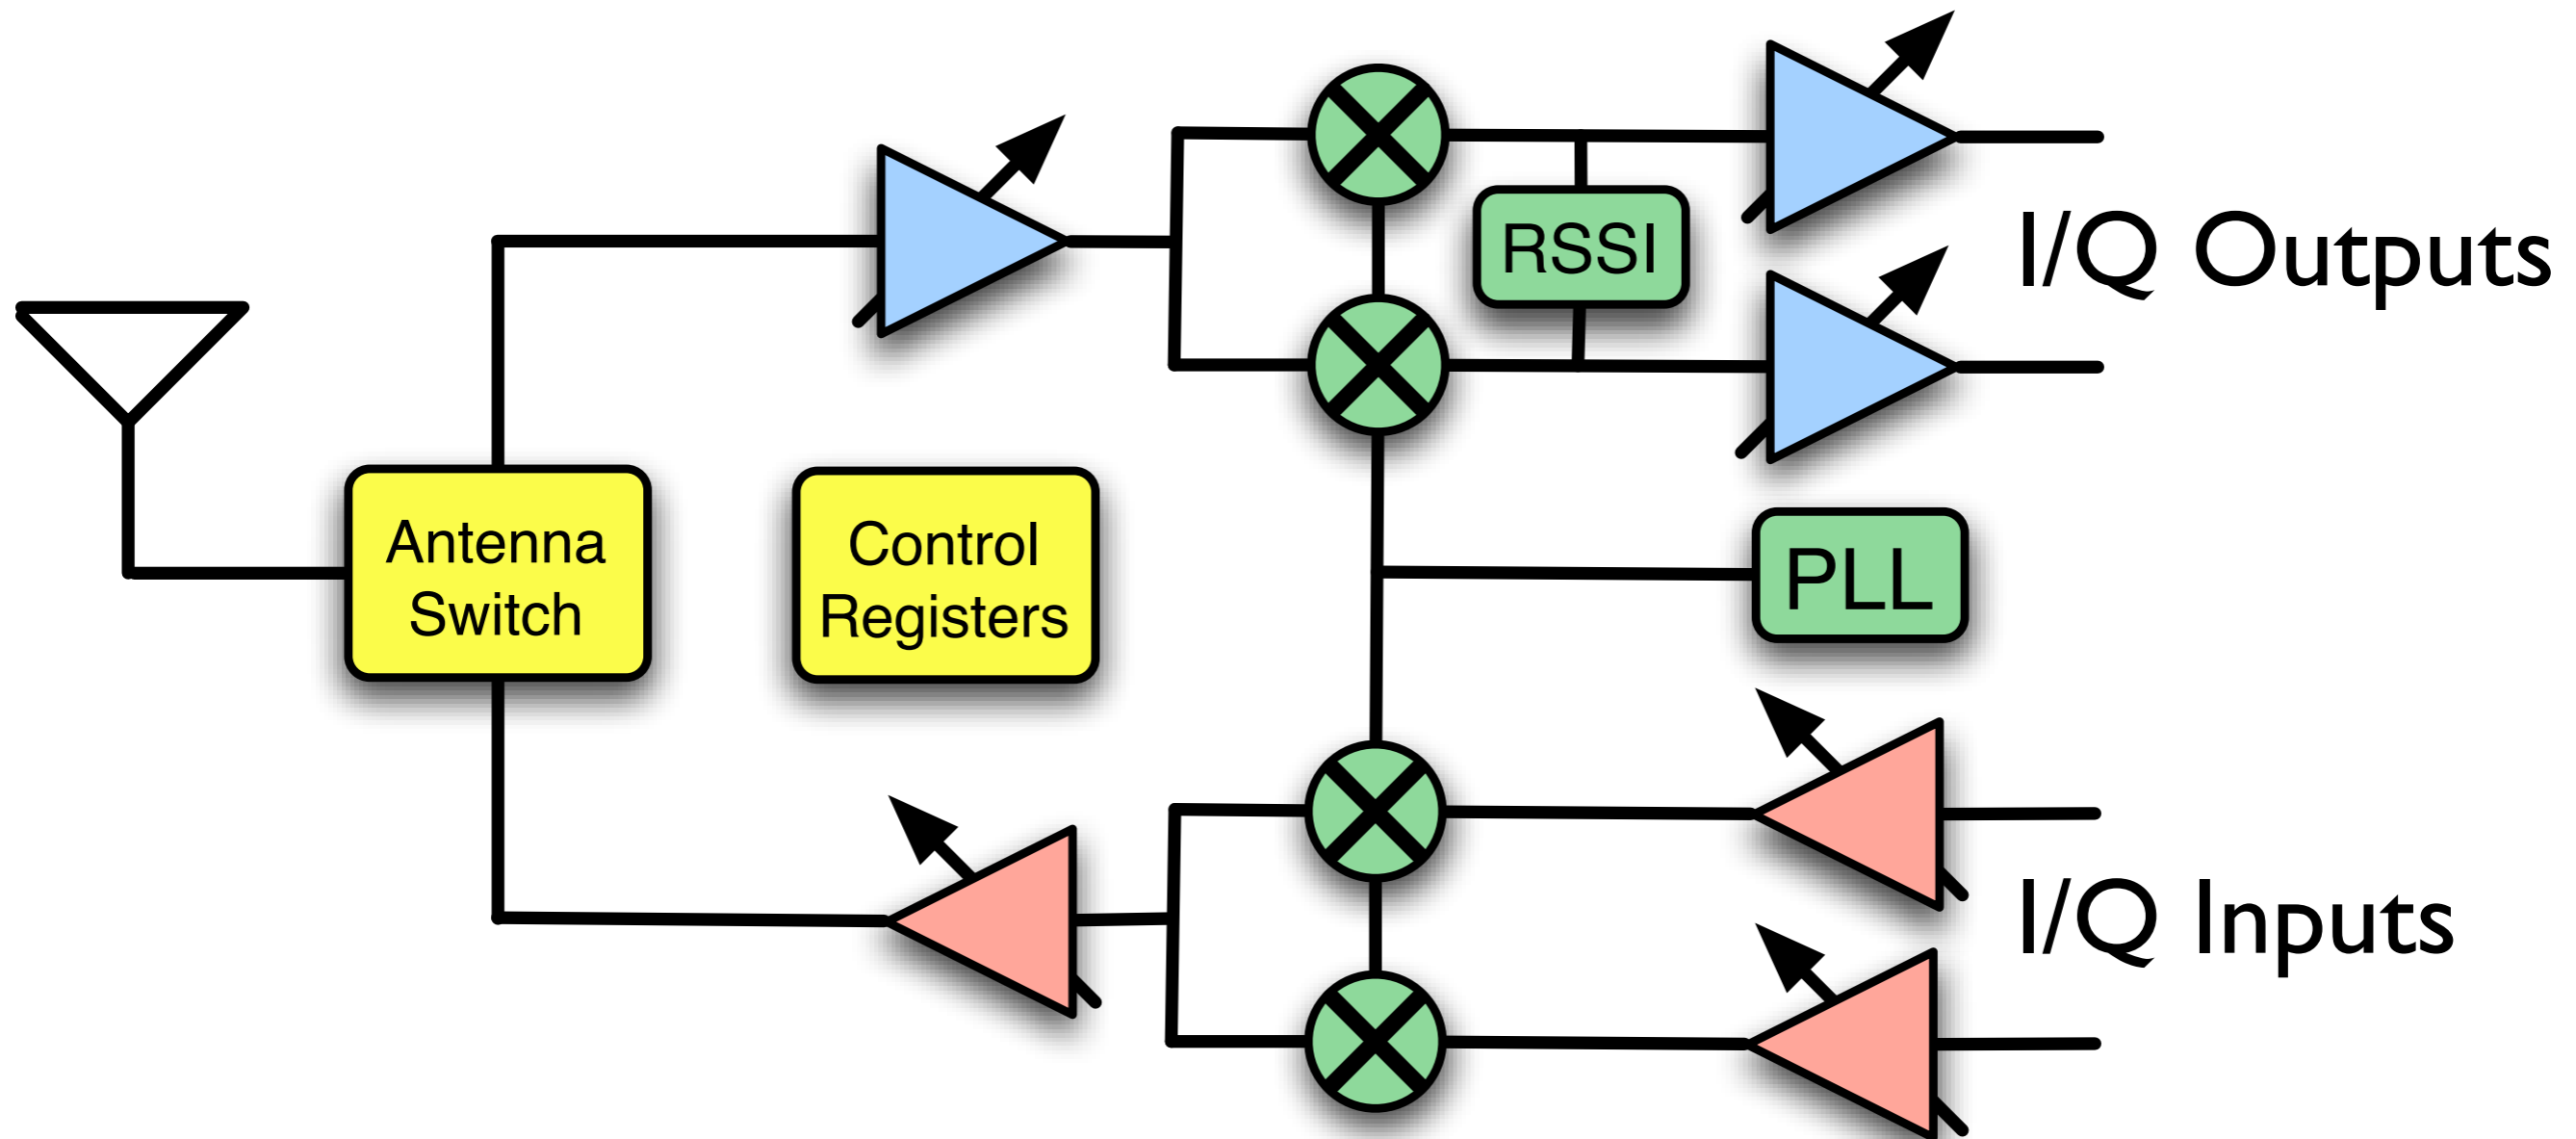 RSSI
I/Q Outputs
Antenna
Switch
Control
Registers
PLL
I/Q Inputs